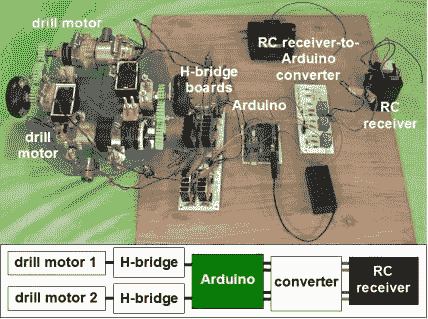 drill motor
RC receiver-to-
Arduino
converter
H-bridge
boards
Arduino
RC
receiver
drill
motor
drill motor 1
H-bridge
Arduino
converter
RC
receiver
drill motor 2
H-bridge